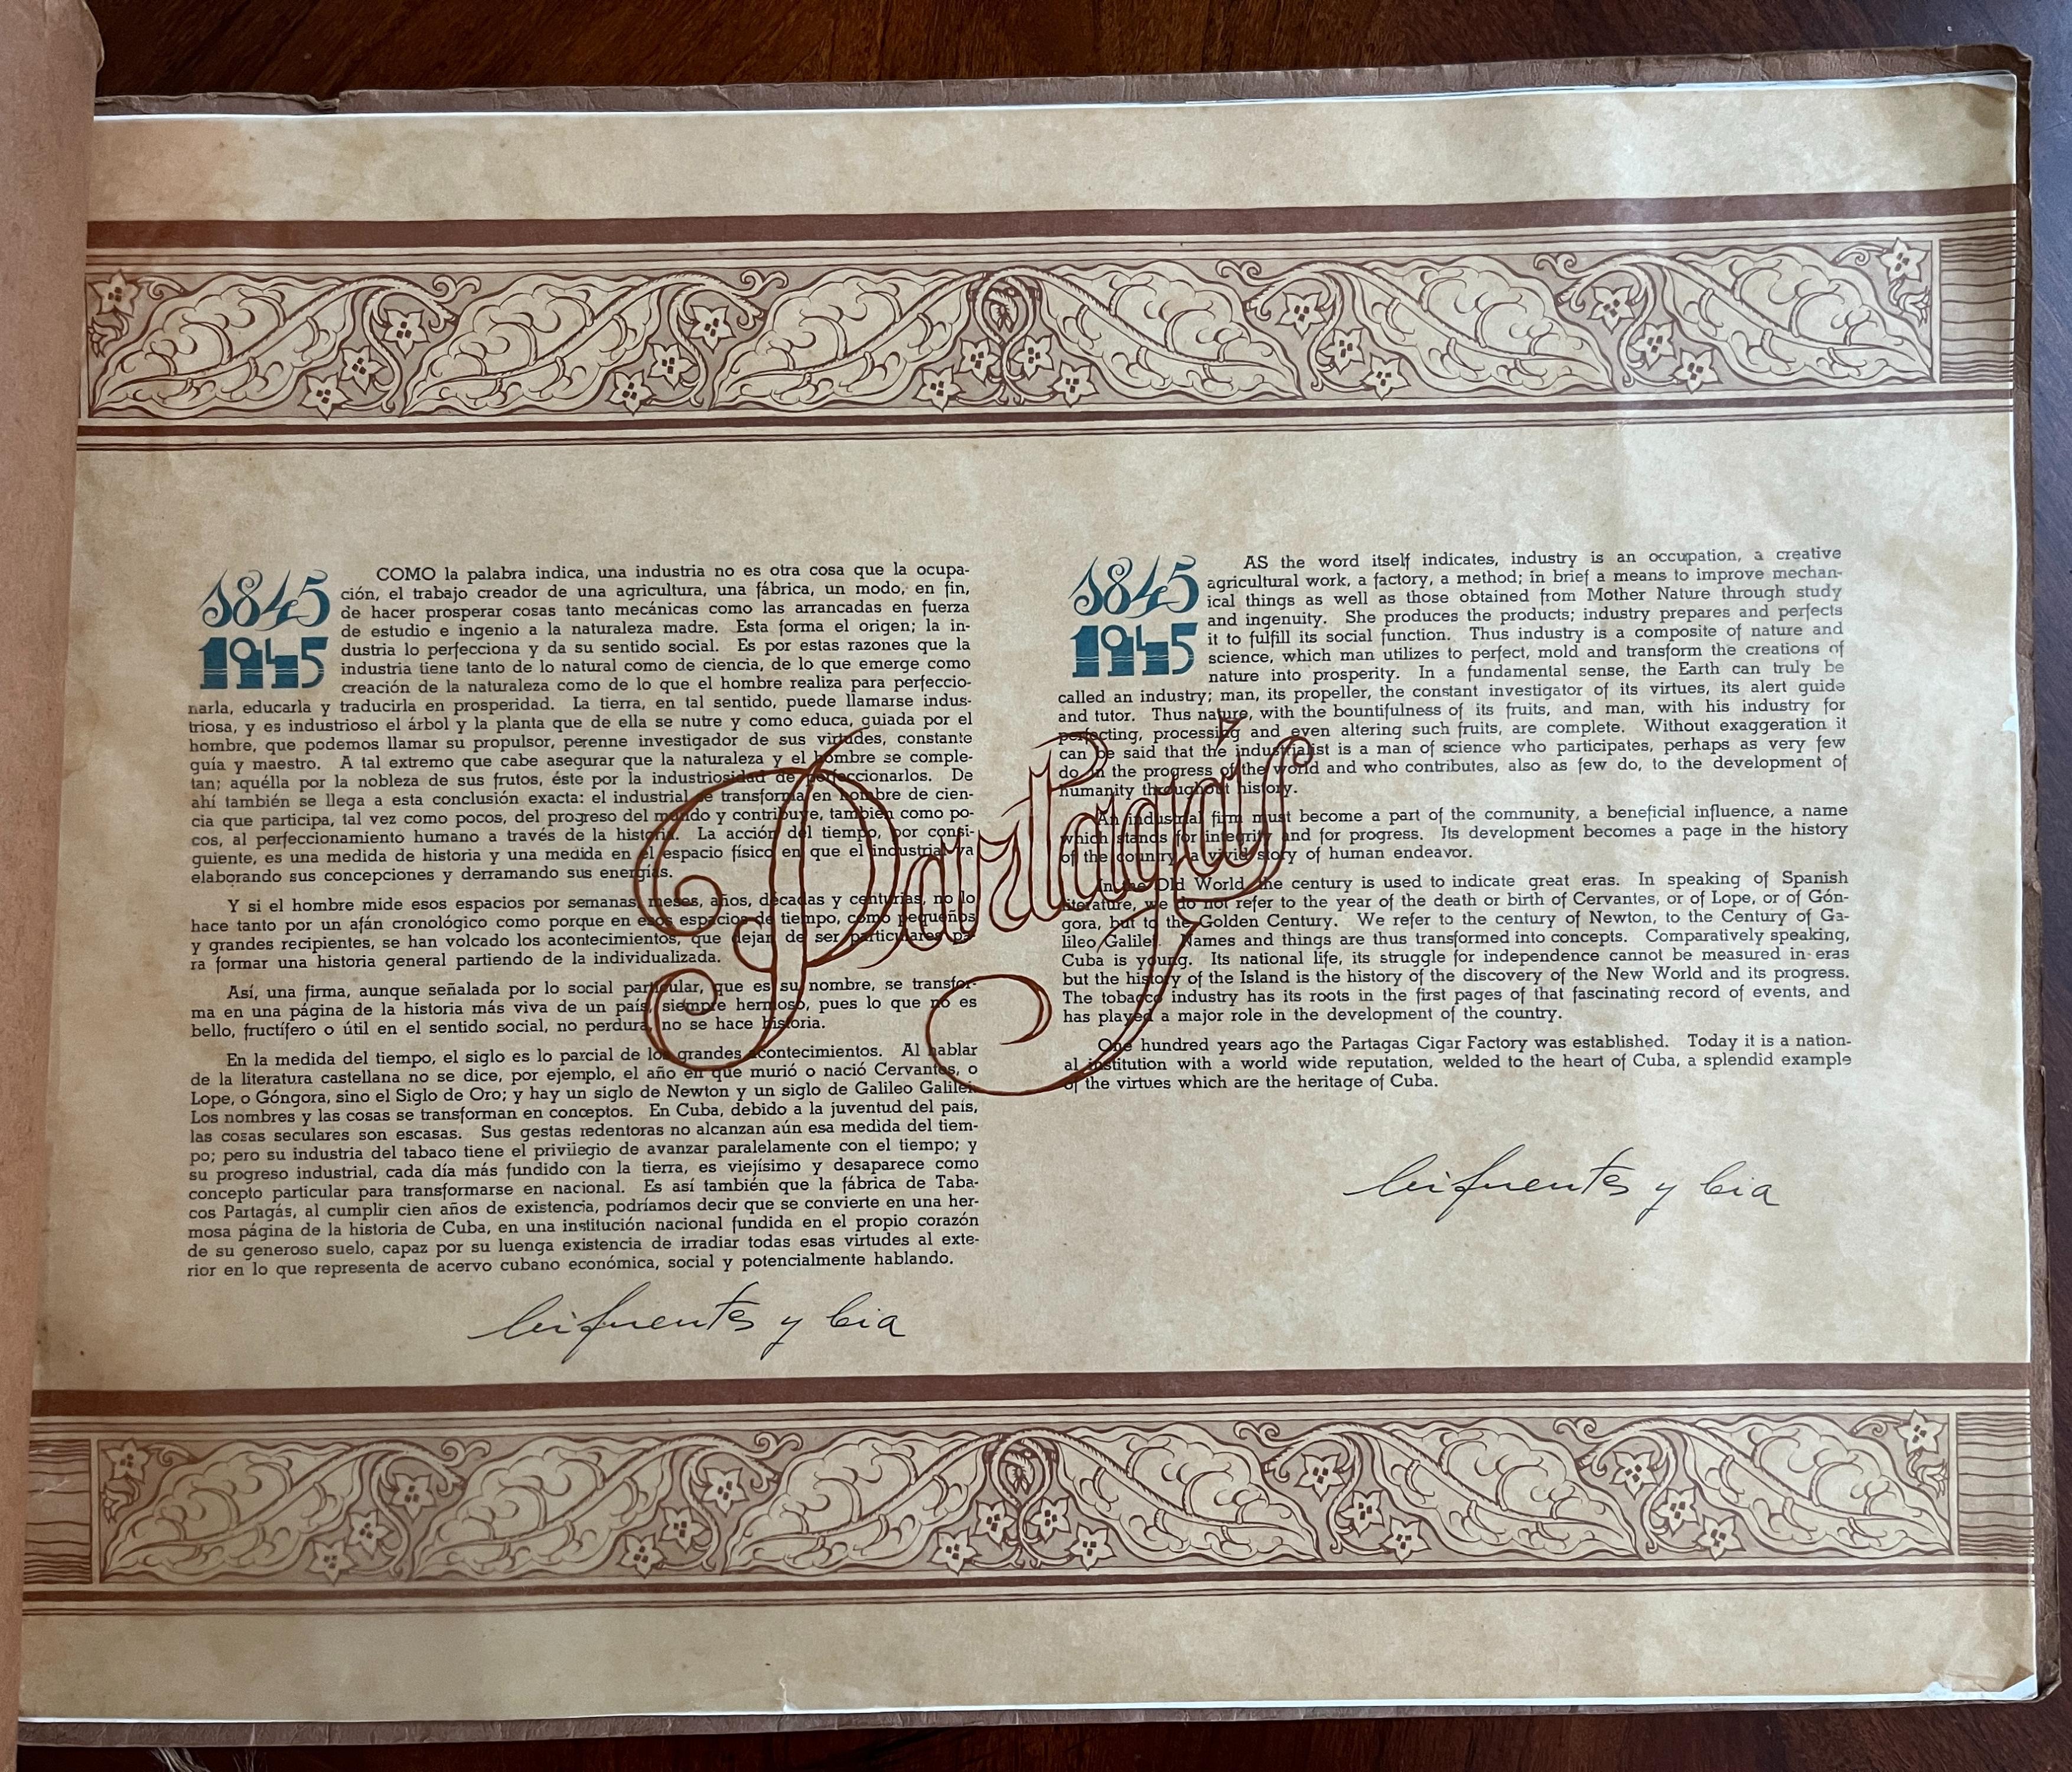 1845
1945
COMO la palabra indica, una industria no es otra cosa que la ocupa-
ción, el trabajo creador de una agricultura, una fábrica, un modo, en fin,
de hacer prosperar cosas tanto mecánicas como las arrancadas en fuerza
de estudio e ingenio a la naturaleza madre. Esta forma el origen; la in-
dustria lo perfecciona y da su sentido social. Es por estas razones que la
industria tiene tanto de lo natural como de ciencia, de lo que emerge como
creación de la naturaleza como de lo que el hombre realiza para perfeccio-
narla, educarla y traducirla en prosperidad. La tierra, en tal sentido, puede llamarse indus-
triosa, y es industrioso el árbol y la planta que de ella se nutre y como educa, guiada por el
hombre, que podemos llamar su propulsor, perenne investigador de sus virtudes, constante
guía y maestro. A tal extremo que cabe asegurar que la naturaleza y el hombre se comple-
tan; aquélla por la nobleza de sus frutos, éste por la industriosidad de perfeccionarlos. De
ahí también se llega a esta conclusión exacta: el industrial se transforma en hombre de cien-
cia que participa, tal vez como pocos, del progreso del mundo y contribuye, también como po-
cos, al perfeccionamiento humano a través de la historia. La acción del tiempo, por consi-
guiente, es una medida de historia y una medida en el espacio físico en que el industrial va
elaborando sus concepciones y derramando sus energías.
Y si el hombre mide esos espacios por semanas, meses, años, décadas y centurias, no lo
hace tanto por un afán cronológico como porque en esos espacios de tiempo, como pequeños
y grandes recipientes, se han volcado los acontecimientos, que dejan de ser particulares pa-
ra formar una historia general partiendo de la individualizada.
Así, una firma, aunque señalada por lo social particular, que es su nombre, se transfor-
ma en una página de la historia más viva de un país, siempre hermoso, pues lo que no es
bello, fructífero o útil en el sentido social, no perdura, no se hace historia.
En la medida del tiempo, el siglo es lo parcial de los grandes acontecimientos. Al hablar
de la literatura castellana no se dice, por ejemplo, el año en que murió o nació Cervantes, o
Lope, o Góngora, sino el Siglo de Oro; y hay un siglo de Newton y un siglo de Galileo Galilei.
Los nombres y las cosas se transforman en conceptos. En Cuba, debido a la juventud del país,
las cosas seculares son escasas. Sus gestas redentoras no alcanzan aún esa medida del tiem-
po; pero su industria del tabaco tiene el privilegio de avanzar paralelamente con el tiempo; y
su progreso industrial, cada día más fundido con la tierra, es viejísimo y desaparece como
concepto particular para transformarse en nacional. Es así también que la fábrica de Taba-
cos Partagás, al cumplir cien años de existencia, podríamos decir que se convierte en una her-
mosa página de la historia de Cuba, en una institución nacional fundida en el propio corazón
de su generoso suelo, capaz por su luenga existencia de irradiar todas esas virtudes al exte-
rior en lo que representa de acervo cubano económica, social y potencialmente hablando.
Cifuentes y Cia
Partagás
1845
1945
AS the word itself indicates, industry is an occupation, a creative
agricultural work, a factory, a method; in brief a means to improve mechan-
ical things as well as those obtained from Mother Nature through study
and ingenuity. She produces the products; industry prepares and perfects
it to fulfill its social function. Thus industry is a composite of nature and
science, which man utilizes to perfect, mold and transform the creations of
nature into prosperity. In a fundamental sense, the Earth can truly be
called an industry; man, its propeller, the constant investigator of its virtues, its alert guide
and tutor. Thus nature, with the bountifulness of its fruits, and man, with his industry for
perfecting, processing and even altering such fruits, are complete. Without exaggeration it
can be said that the industrialist is a man of science who participates, perhaps as very few
do, in the progress of the world and who contributes, also as few do, to the development of
humanity throughout history.
An industrial firm must become a part of the community, a beneficial influence, a name
which stands for integrity and for progress. Its development becomes a page in the history
of the country, a vivid story of human endeavor.
In the Old World, the century is used to indicate great eras. In speaking of Spanish
literature, we do not refer to the year of the death or birth of Cervantes, or of Lope, or of Gón-
gora, but to the Golden Century. We refer to the century of Newton, to the Century of Ga-
lileo Galilei. Names and things are thus transformed into concepts. Comparatively speaking,
Cuba is young. Its national life, its struggle for independence cannot be measured in eras
but the history of the Island is the history of the discovery of the New World and its progress.
The tobacco industry has its roots in the first pages of that fascinating record of events, and
has played a major role in the development of the country.
One hundred years ago the Partagas Cigar Factory was established. Today it is a nation-
al institution with a world wide reputation, welded to the heart of Cuba, a splendid example
of the virtues which are the heritage of Cuba.
Cifuentes y Cia